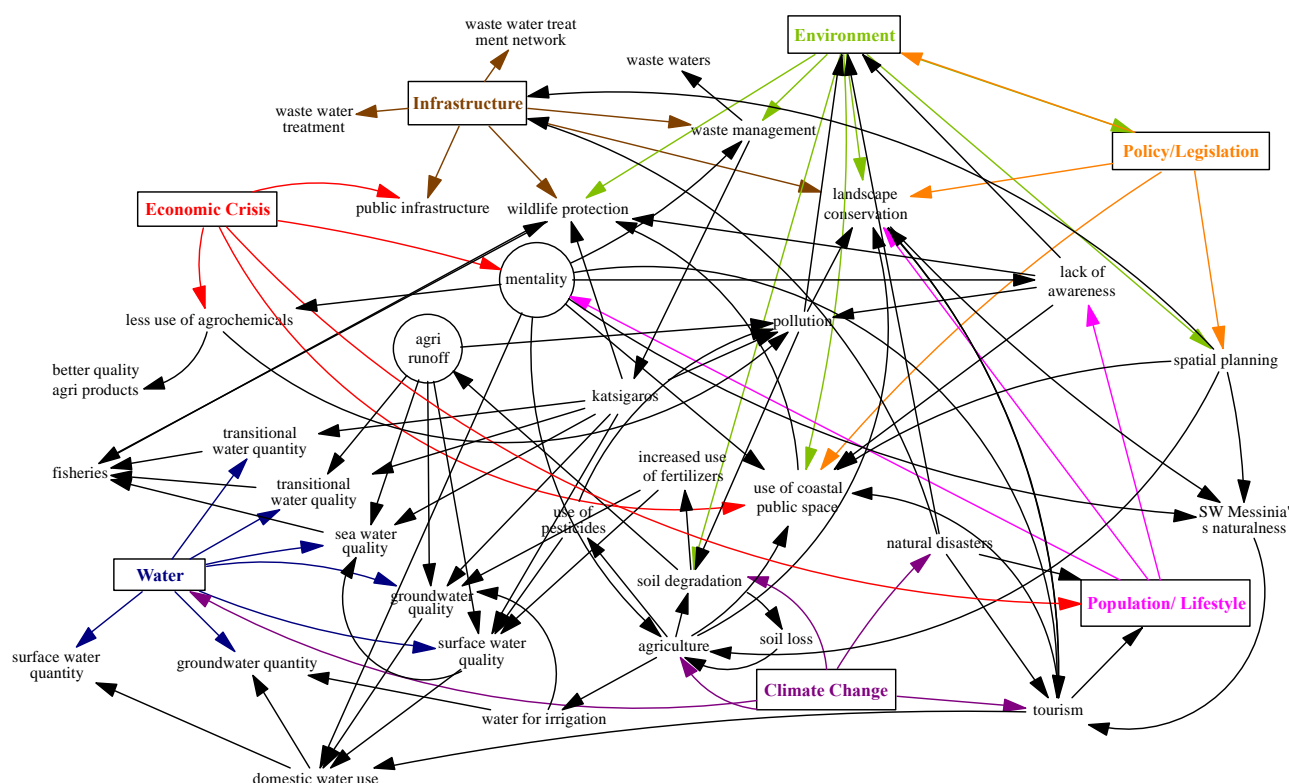 waste water treat
ment network
Environment
waste waters
Infrastructure
waste water
treatment
waste management
Policy/Legislation
Economic Crisis
public infrastructure
wildlife protection
landscape
conservation
mentality
lack of
awareness
less use of agrochemicals
pollution
agri
runoff
spatial planning
better quality
agri products
katsigaros
transitional
water quantity
fisheries
increased use
of fertilizers
transitional
water quality
use of coastal
public space
use of
pesticides
SW Messinia'
s naturalness
sea water
quality
natural disasters
Water
soil degradation
groundwater
quality
Population/ Lifestyle
surface water
quality
soil loss
agriculture
surface water
quantity
groundwater quantity
Climate Change
water for irrigation
tourism
domestic water use